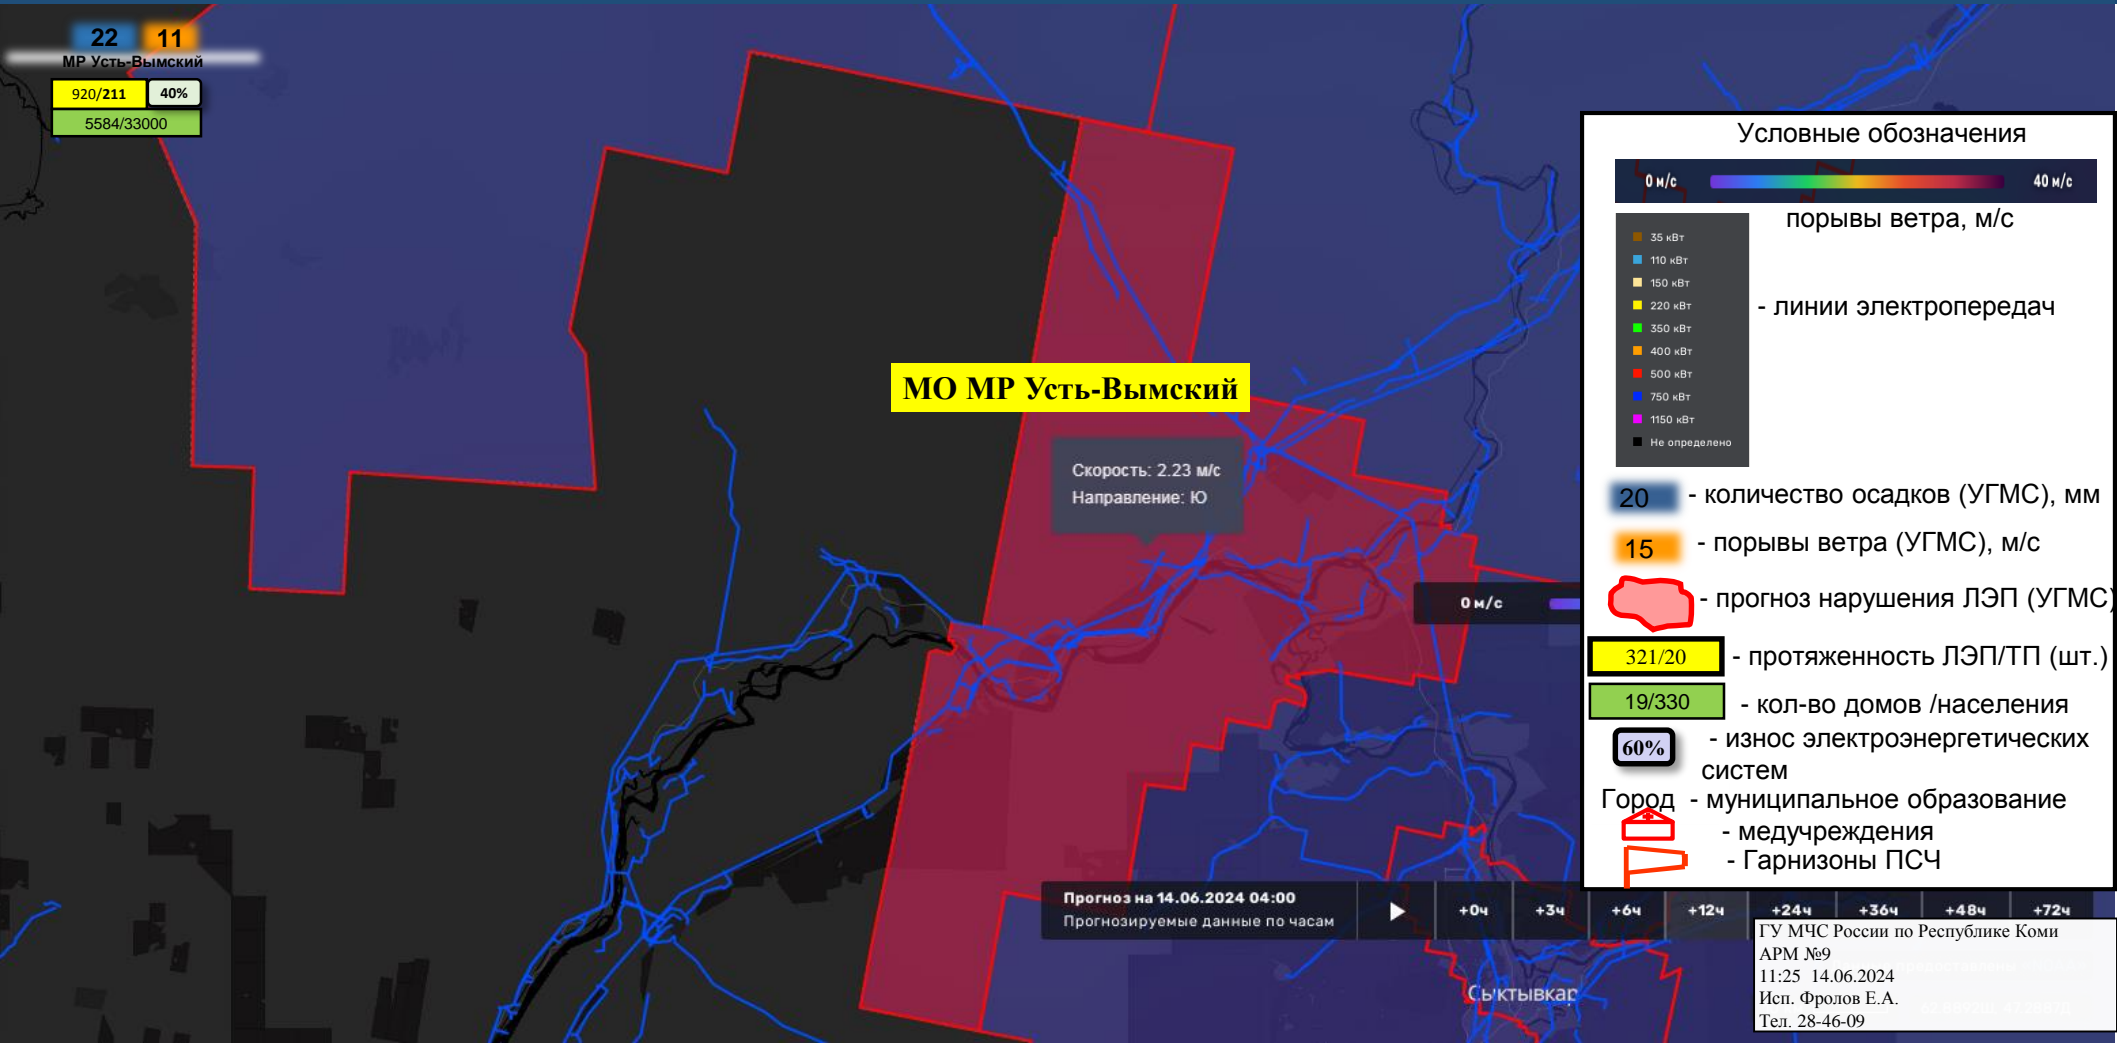 22 11
МР Усть-Вымский
920/211 40%
5584/33000
МО МР Усть-Вымский
Скорость: 2.23 м/с
Направление: Ю
0 м/с
Условные обозначения
0 м/с 40 м/с
порывы ветра, м/с
35 кВт
110 кВт
150 кВт
220 кВт
350 кВт
400 кВт
500 кВт
750 кВт
1150 кВт
Не определено
- линии электропередач
20 - количество осадков (УГМС), мм
15 - порывы ветра (УГМС), м/с
- прогноз нарушения ЛЭП (УГМС)
321/20 - протяженность ЛЭП/ТП (шт.)
19/330 - кол-во домов /населения
60% - износ электроэнергетических
систем
Город - муниципальное образование
- медучреждения
- Гарнизоны ПСЧ
Прогноз на 14.06.2024 04:00
Прогнозируемые данные по часам
+0ч +3ч +6ч +12ч +24ч +36ч +48ч +72ч
Сыктывкар
ГУ МЧС России по Республике Коми
АРМ №9
11:25 14.06.2024
Исп. Фролов Е.А.
Тел. 28-46-09